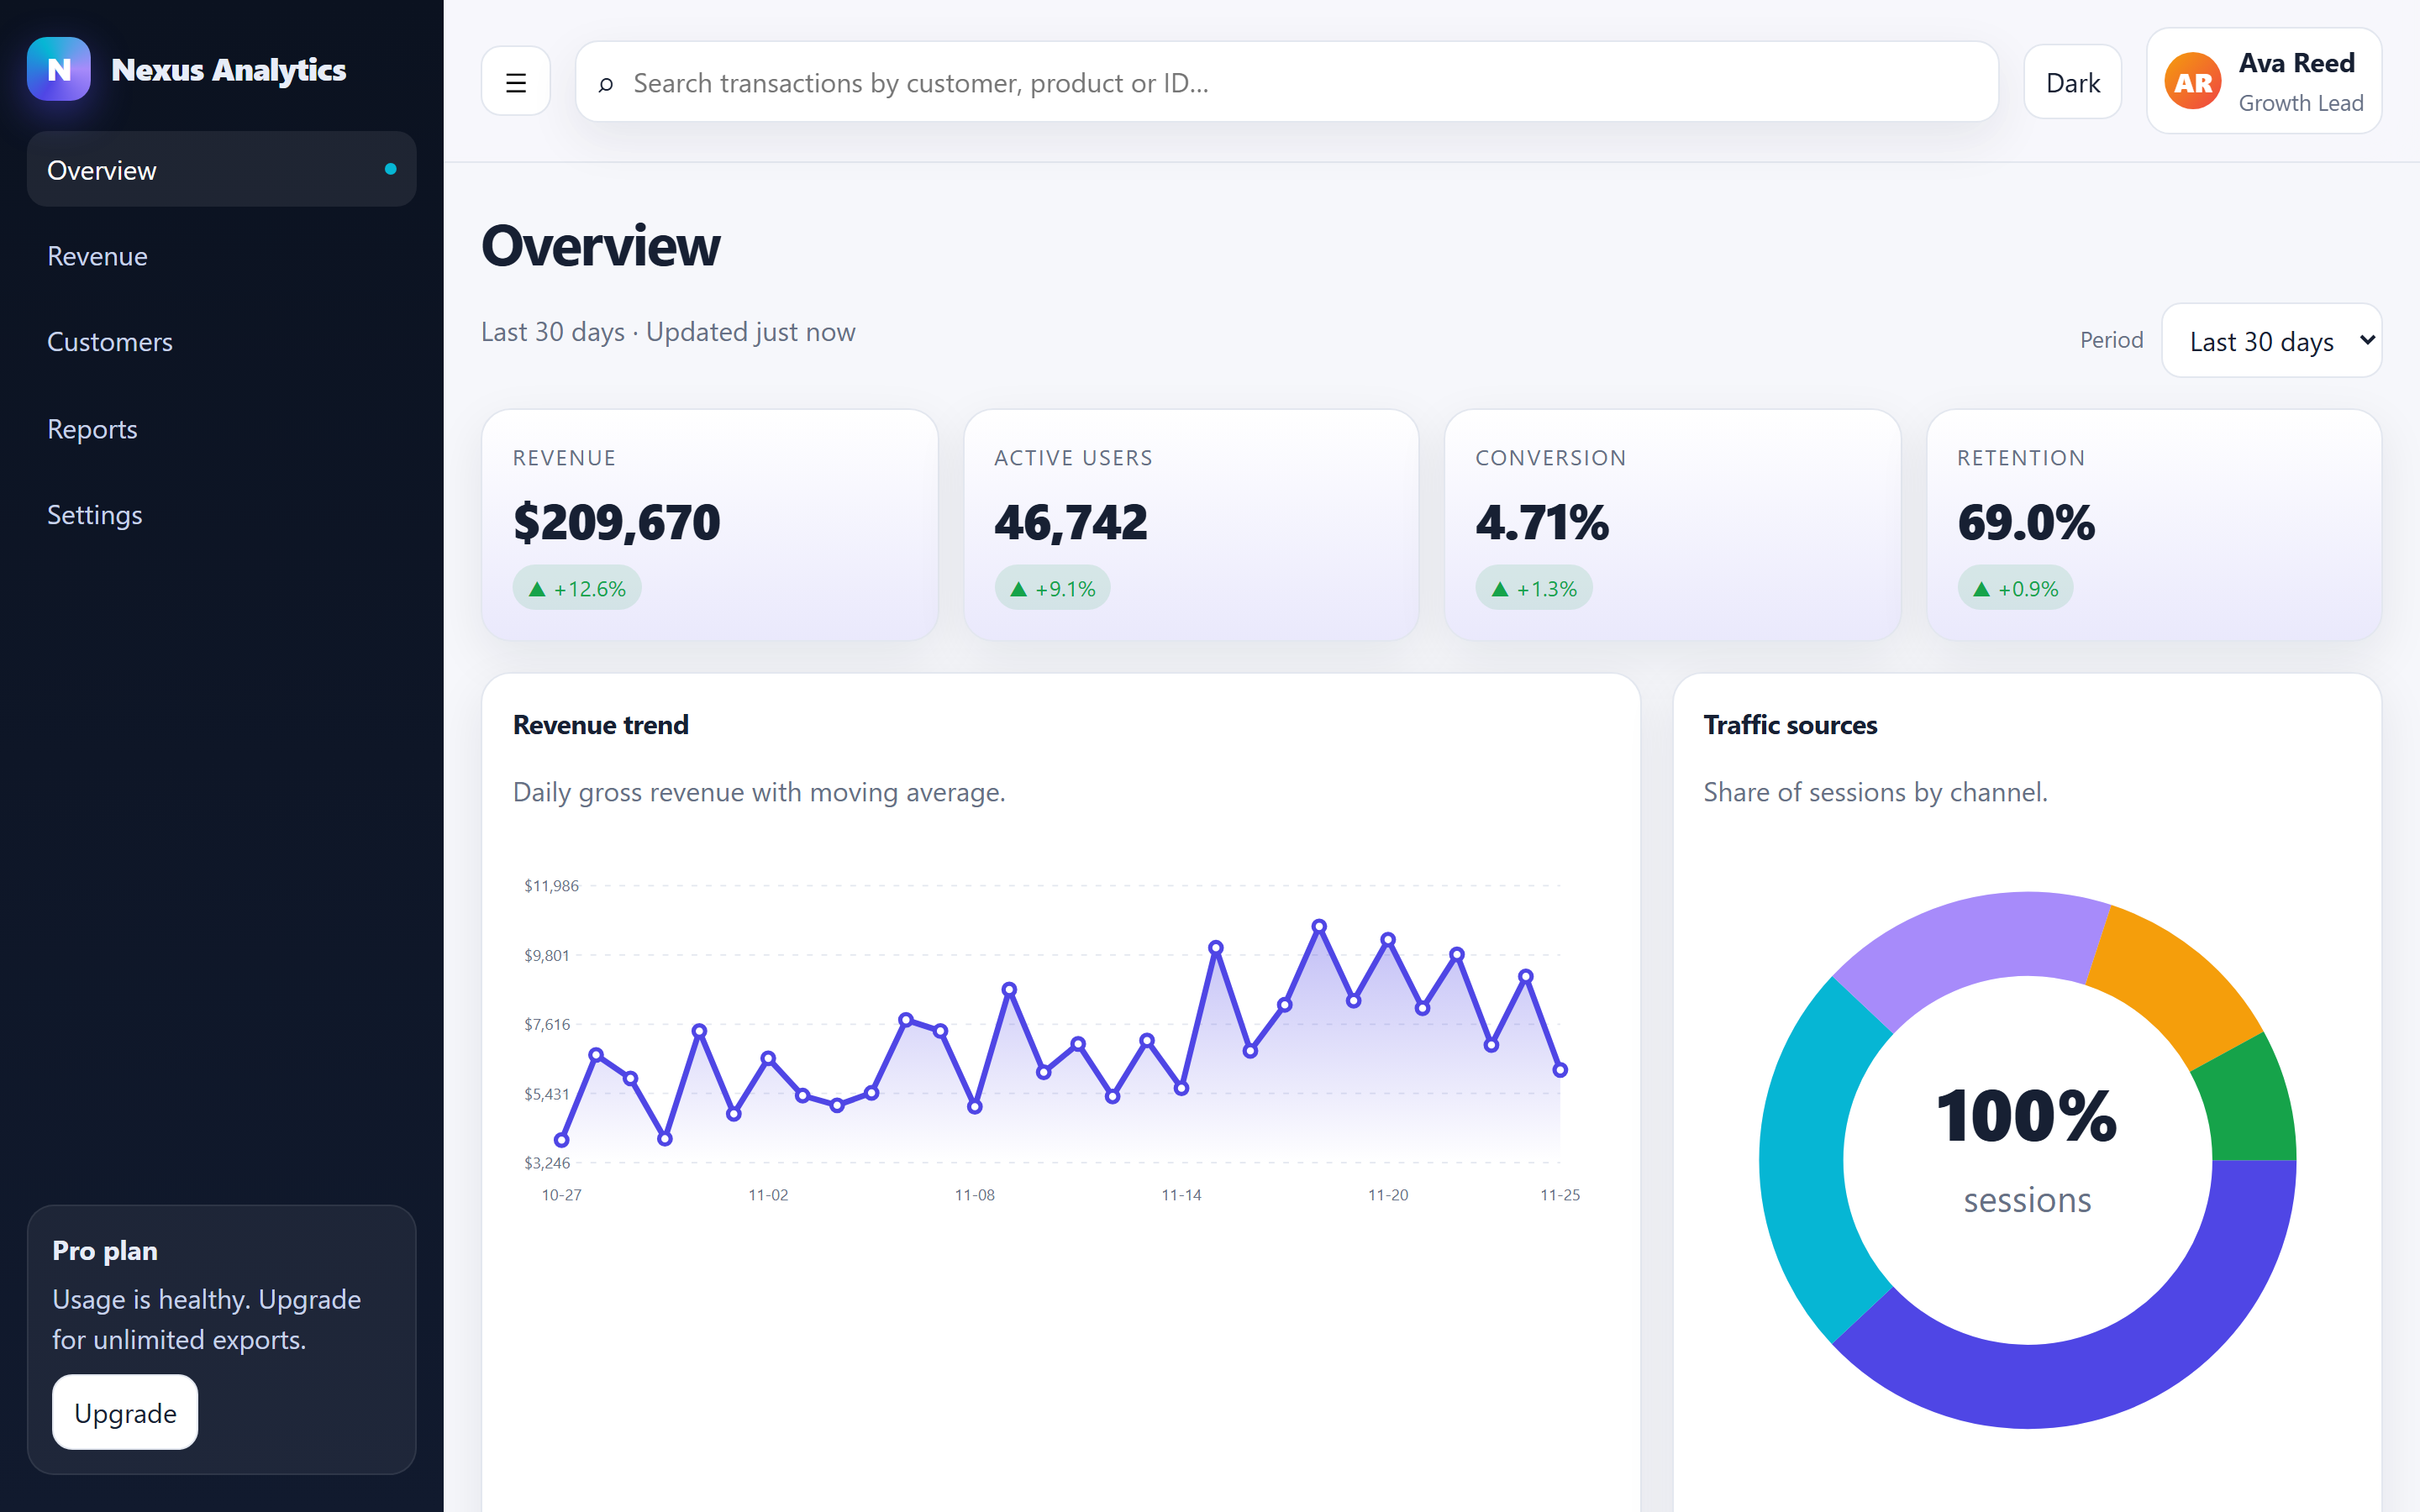 N
Nexus Analytics
Overview
Revenue
Customers
Reports
Settings
Pro plan
Usage is healthy. Upgrade
for unlimited exports.
Upgrade
☰
Search transactions by customer, product or ID...
Dark
AR
Ava Reed
Growth Lead
Overview
Last 30 days · Updated just now
Period
Last 30 days
REVENUE
$209,670
▲ +12.6%
ACTIVE USERS
46,742
▲ +9.1%
CONVERSION
4.71%
▲ +1.3%
RETENTION
69.0%
▲ +0.9%
Revenue trend
Daily gross revenue with moving average.
$11,986
$9,801
$7,616
$5,431
$3,246
10-27
11-02
11-08
11-14
11-20
11-25
Traffic sources
Share of sessions by channel.
100%
sessions